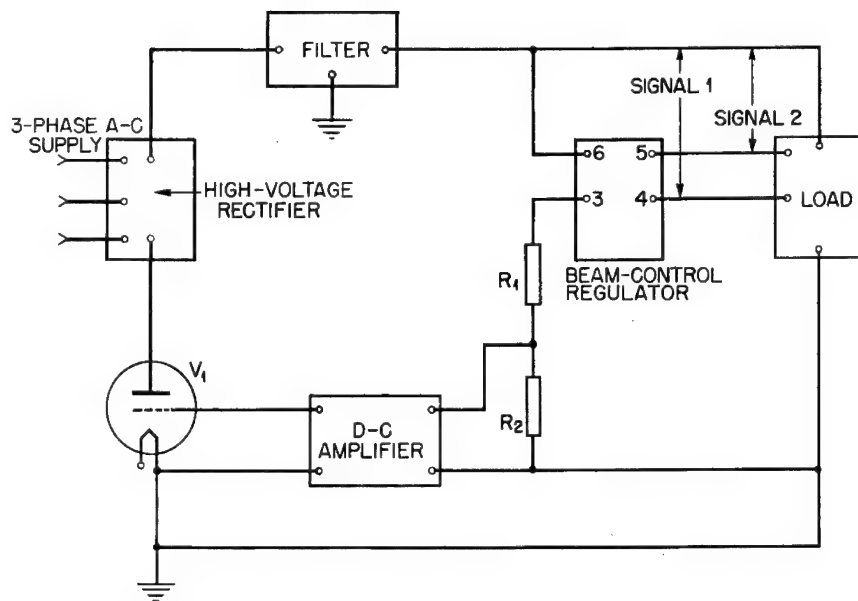 FILTER
SIGNAL 1
SIGNAL 2
3-PHASE A-C
SUPPLY
6 5
HIGH-VOLTAGE
RECTIFIER
3 4
LOAD
BEAM-CONTROL
REGULATOR
R1
V1
D-C
AMPLIFIER
R2